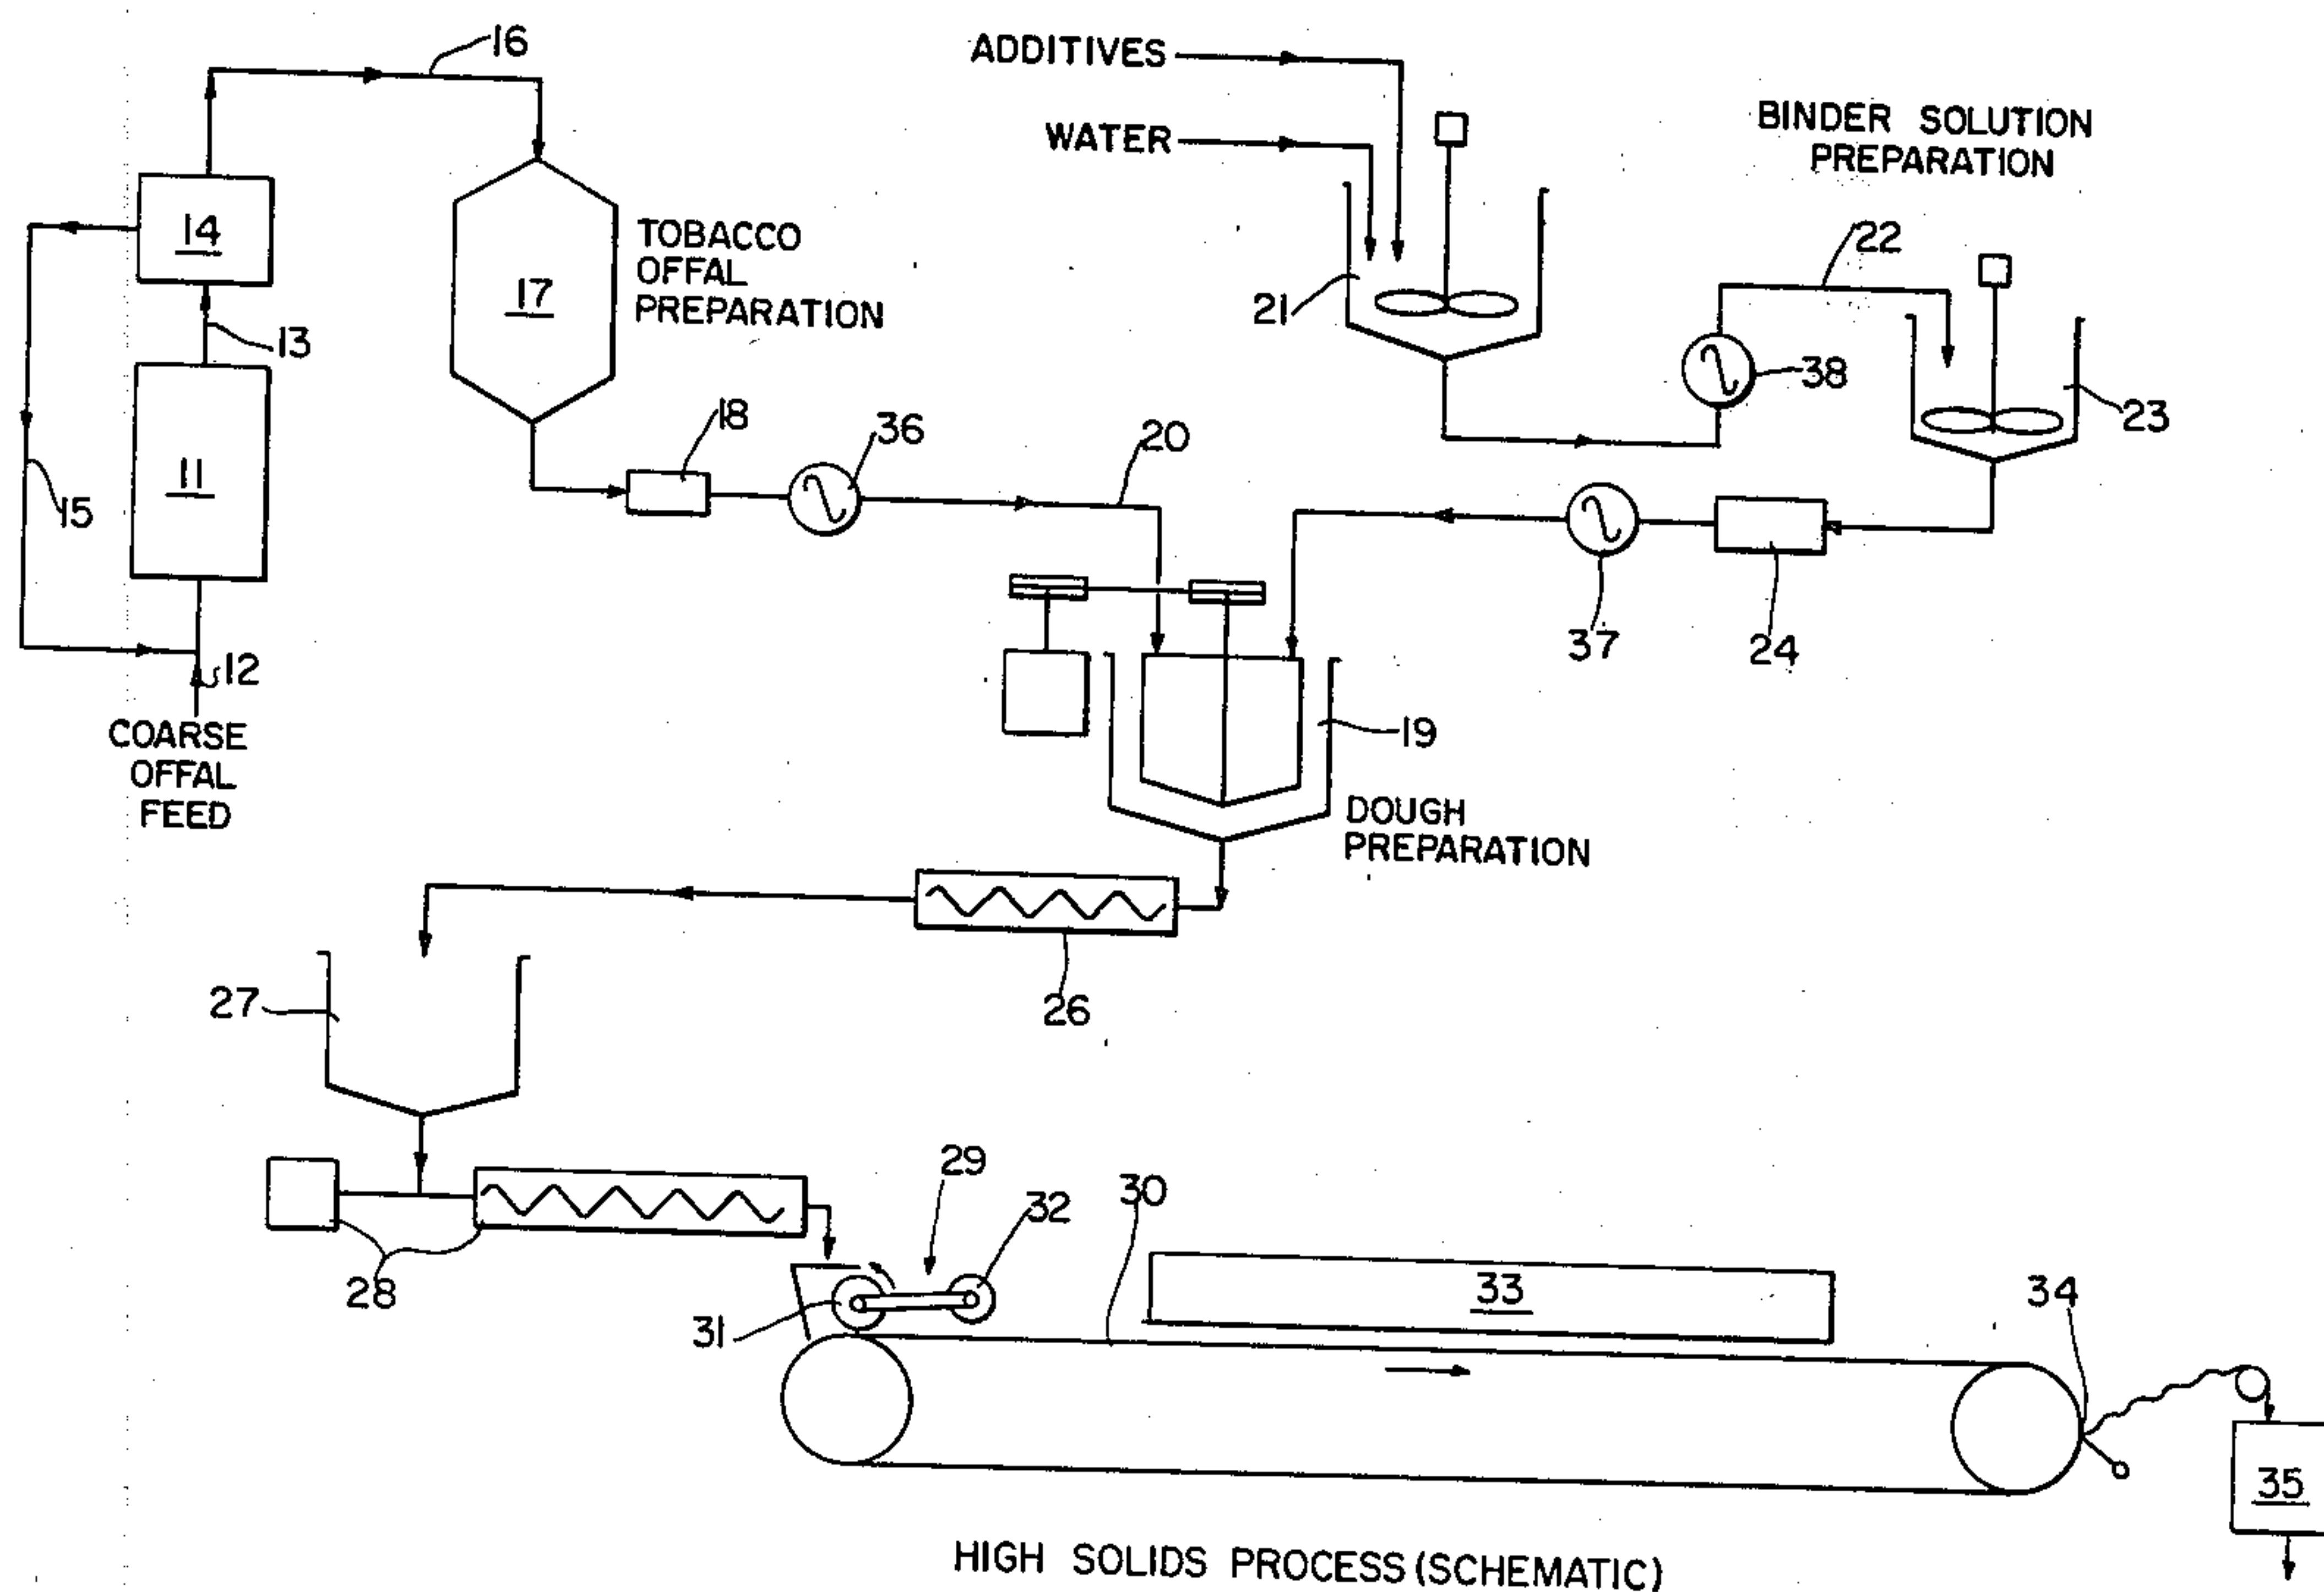 16
ADDITIVES
WATER
BINDER SOLUTION
PREPARATION
14
TOBACCO
OFFAL
PREPARATION
17
22
21
13
38
23
18
36
20
11
15
37
24
12
COARSE
OFFAL
FEED
19
DOUGH
PREPARATION
26
27
29
32
30
28
33
34
31
35
HIGH SOLIDS PROCESS (SCHEMATIC)